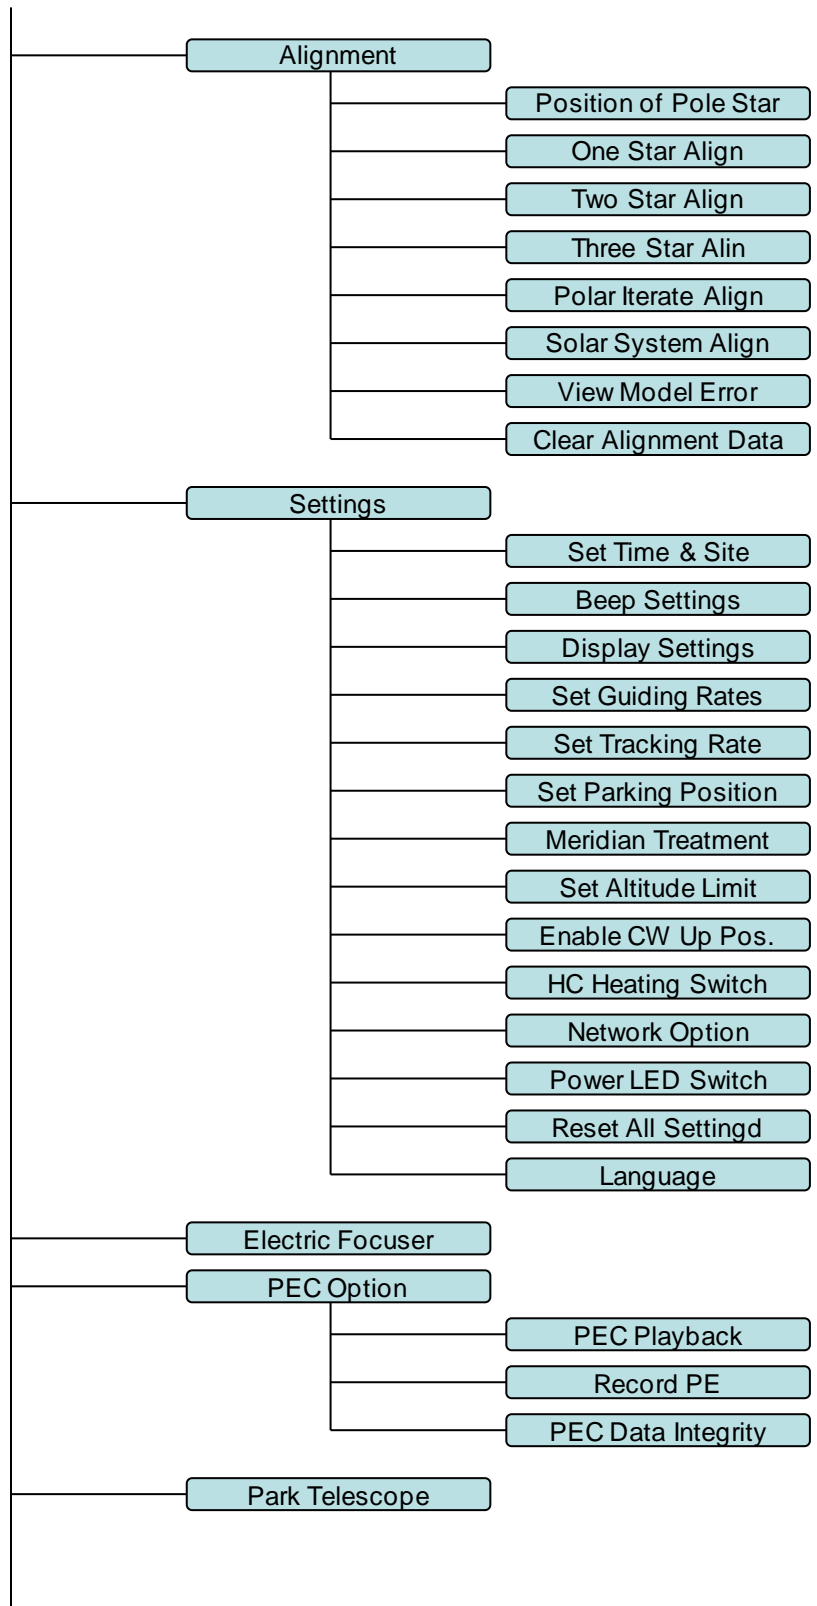 Alignment
Position of Pole Star
One Star Align
Two Star Align
Three Star Alin
Polar Iterate Align
Solar System Align
View Model Error
Clear Alignment Data
Settings
Set Time & Site
Beep Settings
Display Settings
Set Guiding Rates
Set Tracking Rate
Set Parking Position
Meridian Treatment
Set Altitude Limit
Enable CW Up Pos.
HC Heating Switch
Network Option
Power LED Switch
Reset All Settingd
Language
Electric Focuser
PEC Option
PEC Playback
Record PE
PEC Data Integrity
Park Telescope